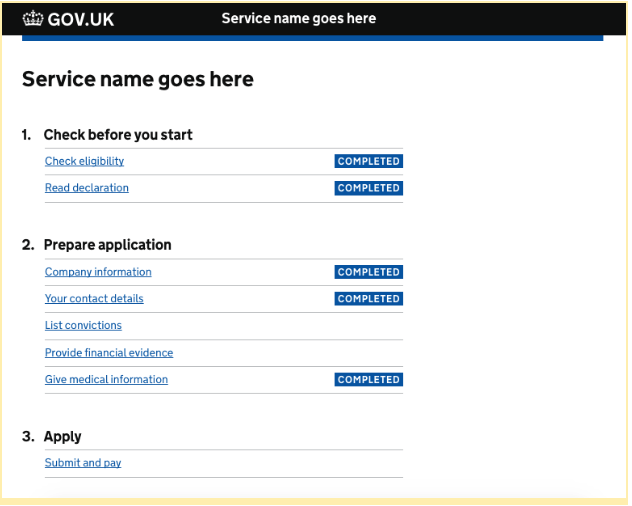 GOV.UK Service name goes here
Service name goes here
1. Check before you start
Check eligibility COMPLETED
Read declaration COMPLETED
2. Prepare application
Company information COMPLETED
Your contact details COMPLETED
List convictions
Provide financial evidence
Give medical information COMPLETED
3. Apply
Submit and pay